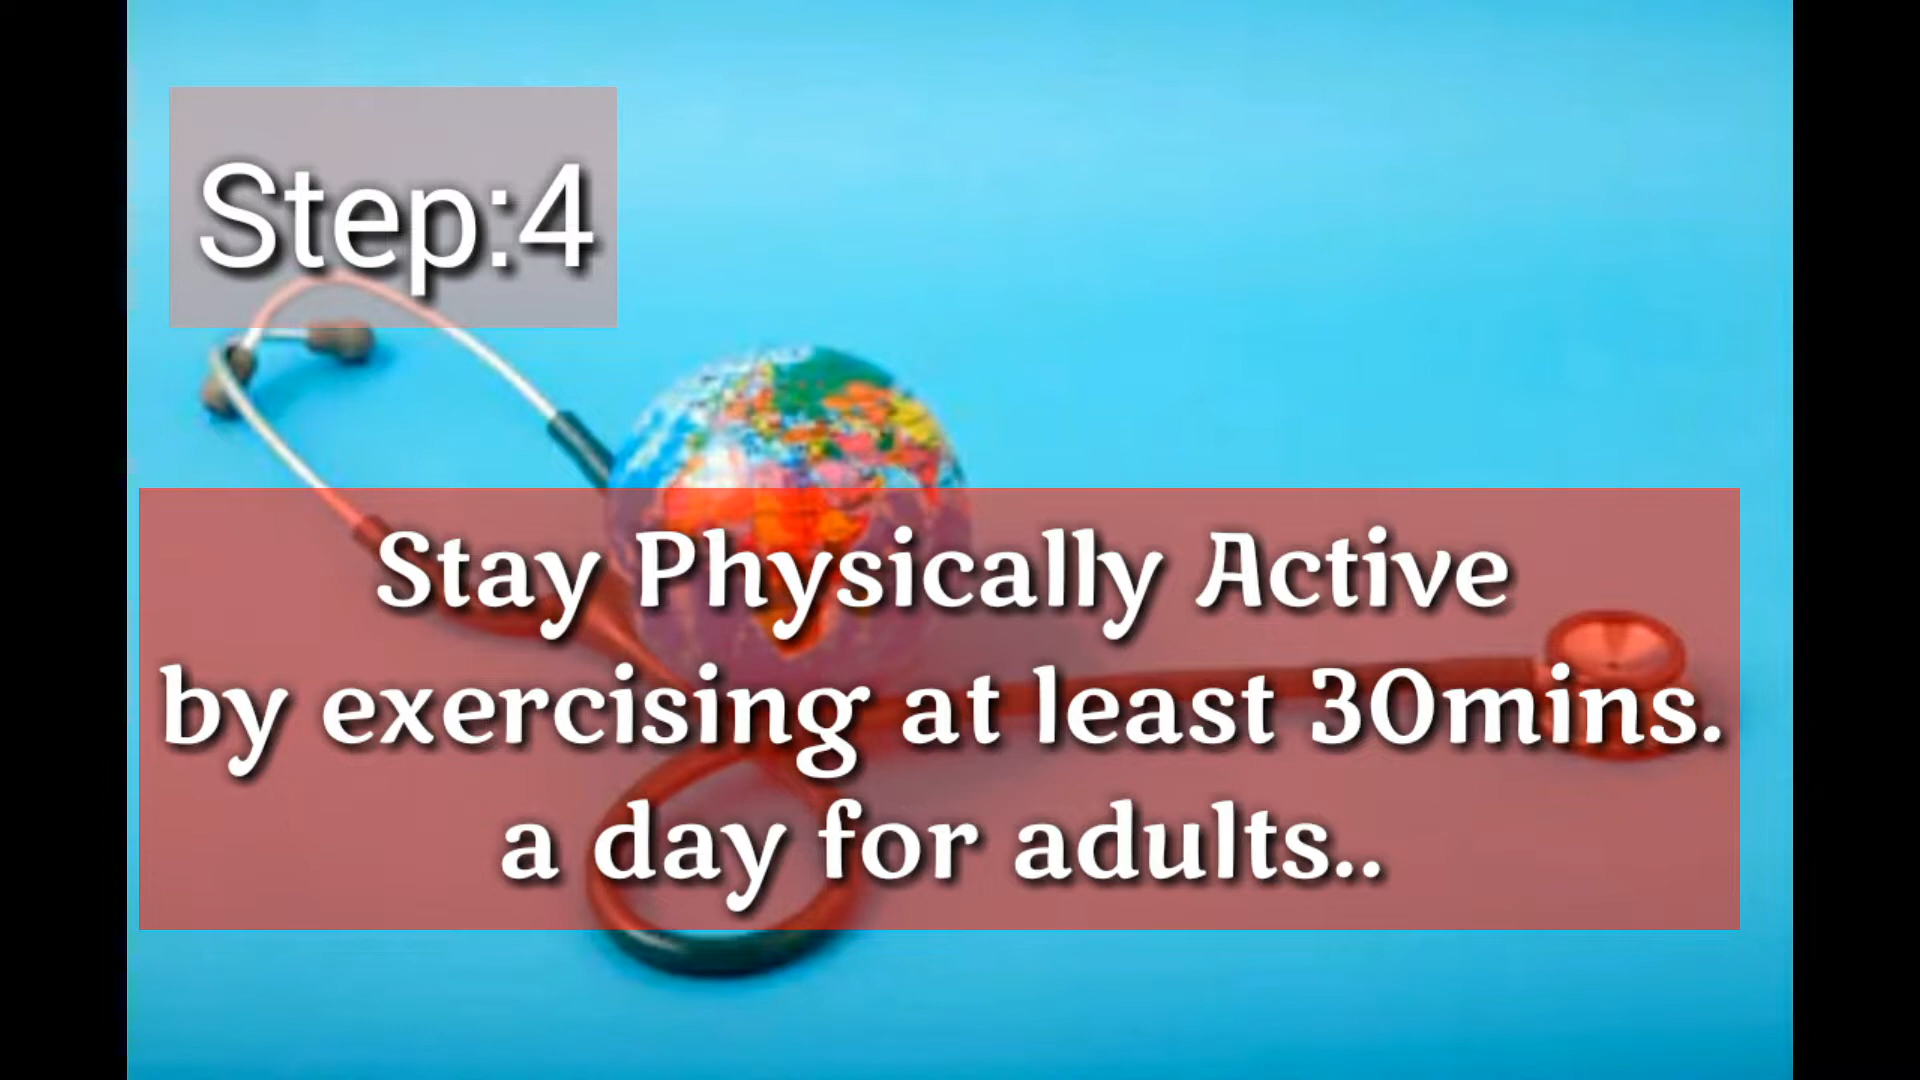 Step:4
Stay Physically Active
by exercising at least 30mins.
a day for adults..